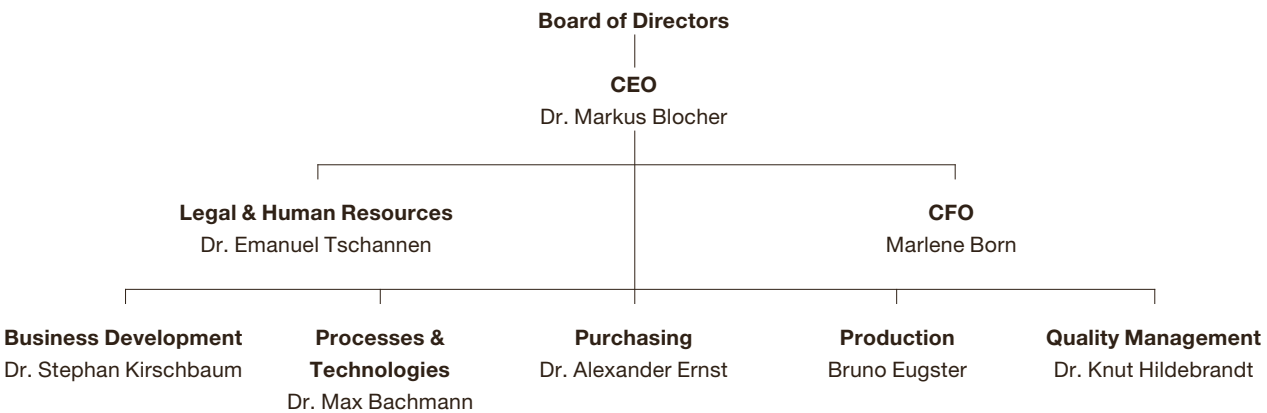 Board of Directors
CEO
Dr. Markus Blocher
Legal & Human Resources
Dr. Emanuel Tschannen
CFO
Marlene Born
Business Development
Dr. Stephan Kirschbaum
Processes &
Technologies
Dr. Max Bachmann
Purchasing
Dr. Alexander Ernst
Production
Bruno Eugster
Quality Management
Dr. Knut Hildebrandt